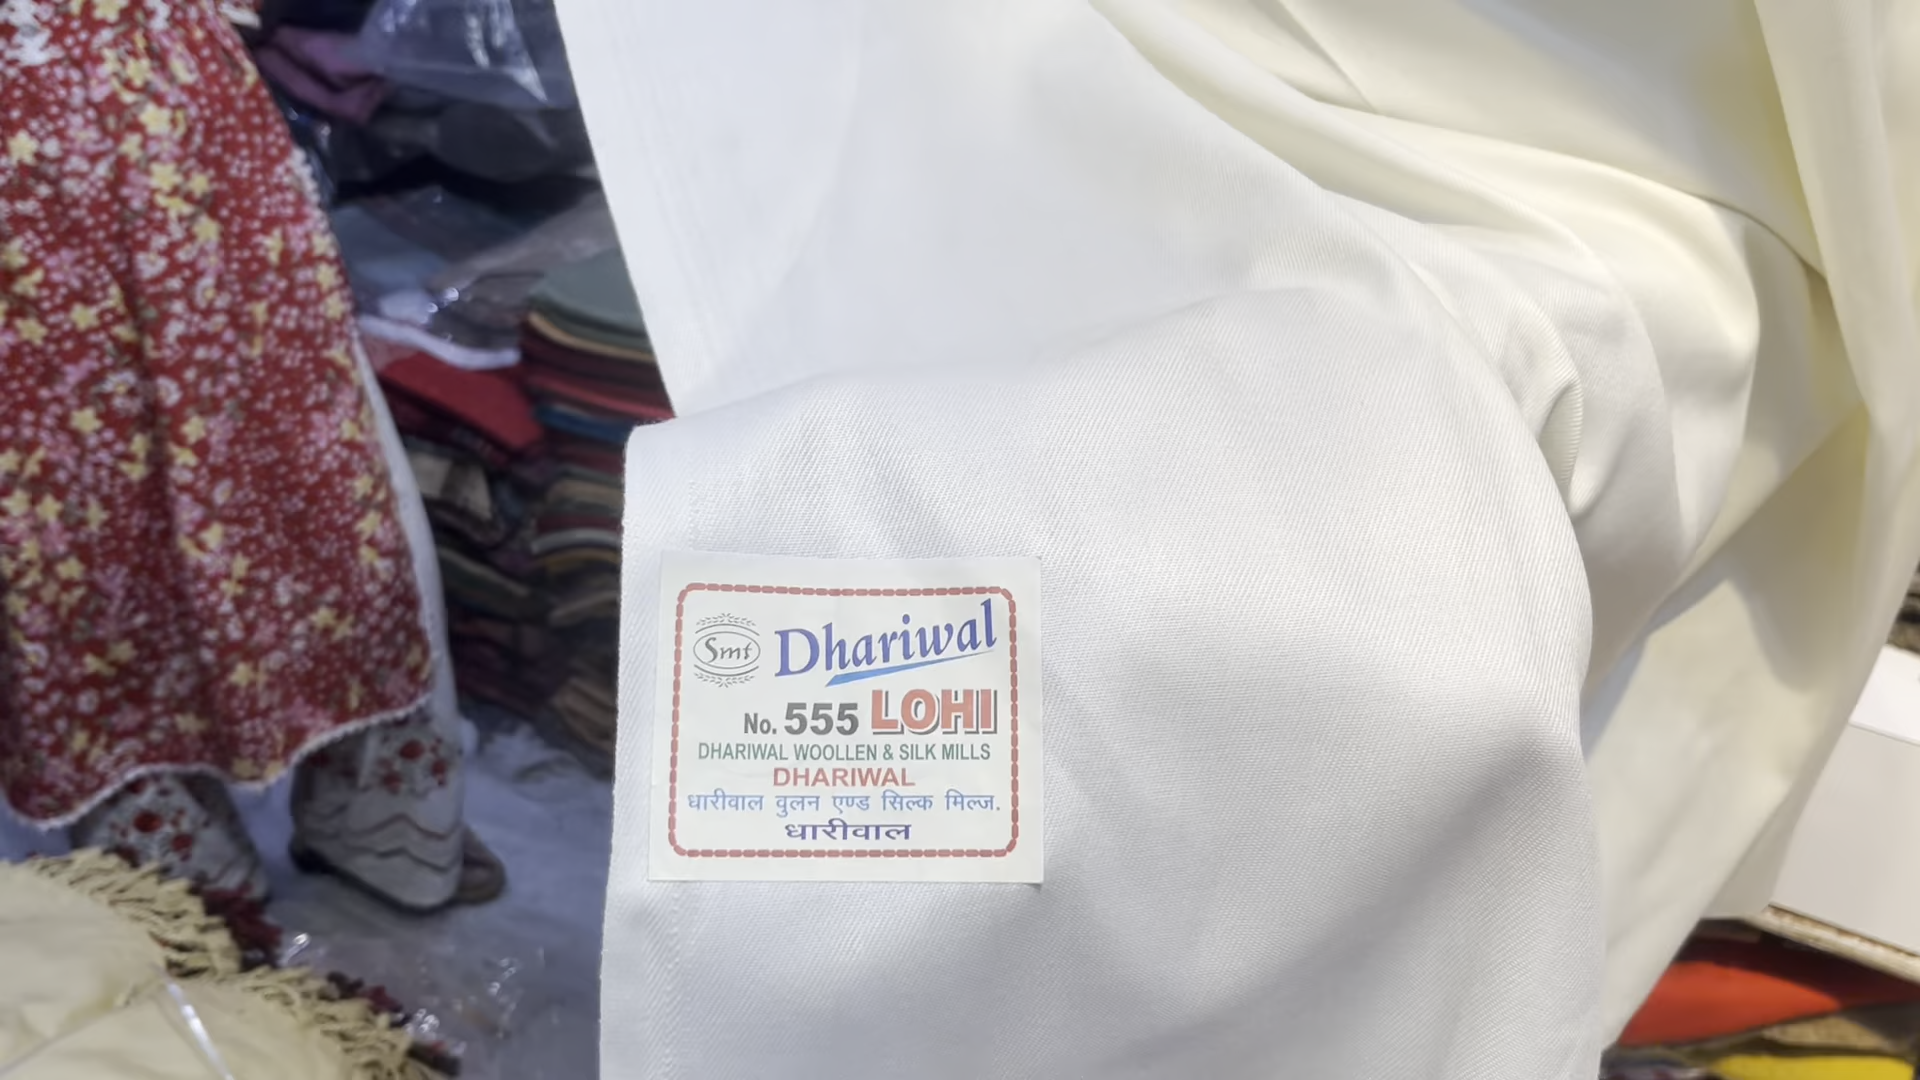 Smt Dhariwal
No. 555 LOHI
DHARIWAL WOOLLEN & SILK MILLS
DHARIWAL
धारीवाल वुलन एण्ड सिल्क मिल्ज.
धारीवाल